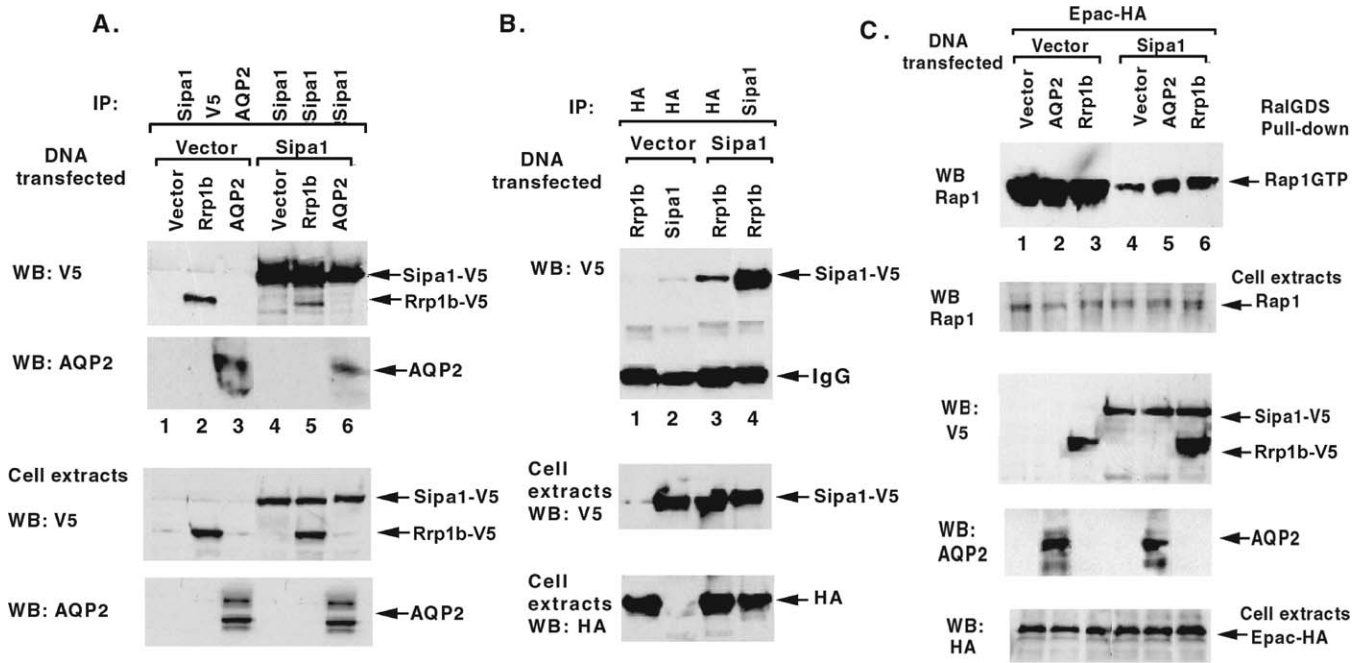 A.
IP:
Sipa1
V5
AQP2
Sipa1
Sipa1
Sipa1
Vector
Sipa1
DNA
transfected
Vector
Rrp1b
AQP2
Vector
Rrp1b
AQP2
WB: V5
Sipa1-V5
Rrp1b-V5
WB: AQP2
AQP2
1 2 3 4 5 6
Cell extracts
WB: V5
Sipa1-V5
Rrp1b-V5
WB: AQP2
AQP2
B.
IP:
HA
HA
HA
Sipa1
Vector
Sipa1
DNA
transfected
Rrp1b
Sipa1
Rrp1b
Rrp1b
WB: V5
Sipa1-V5
IgG
1 2 3 4
Cell
extracts
WB: V5
Sipa1-V5
Cell
extracts
WB: HA
HA
C.
Epac-HA
DNA
transfected
Vector
Sipa1
Vector
AQP2
Rrp1b
Vector
AQP2
Rrp1b
RalGDS
Pull-down
WB
Rap1
Rap1GTP
1 2 3 4 5 6
Cell extracts
WB
Rap1
Rap1
WB:
V5
Sipa1-V5
Rrp1b-V5
WB:
AQP2
AQP2
WB:
HA
Cell extracts
Epac-HA